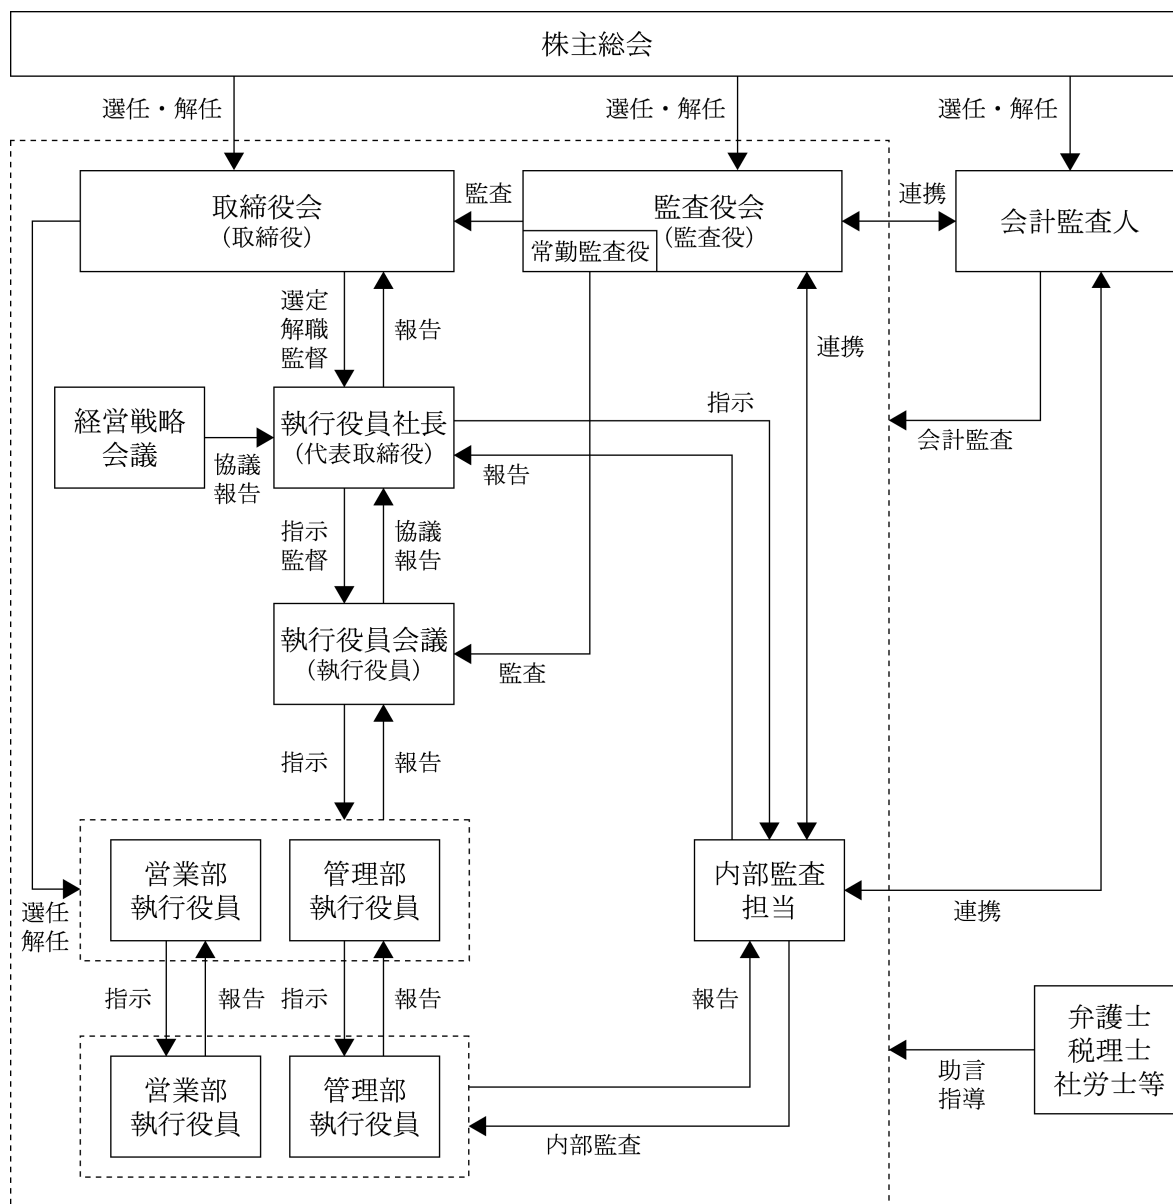 株主総会
選任・解任
選任・解任
選任・解任
取締役会
(取締役)
監査
監査役会
(監査役)
常勤監査役
連携
会計監査人
選定
解職
監督
報告
連携
経営戦略
会議
協議
報告
執行役員社長
(代表取締役)
指示
報告
会計監査
指示
監督
協議
報告
執行役員会議
(執行役員)
監査
指示
報告
営業部
執行役員
管理部
執行役員
内部監査
担当
選任
解任
連携
指示
報告
指示
報告
報告
営業部
執行役員
管理部
執行役員
内部監査
弁護士
税理士
社労士等
助言
指導